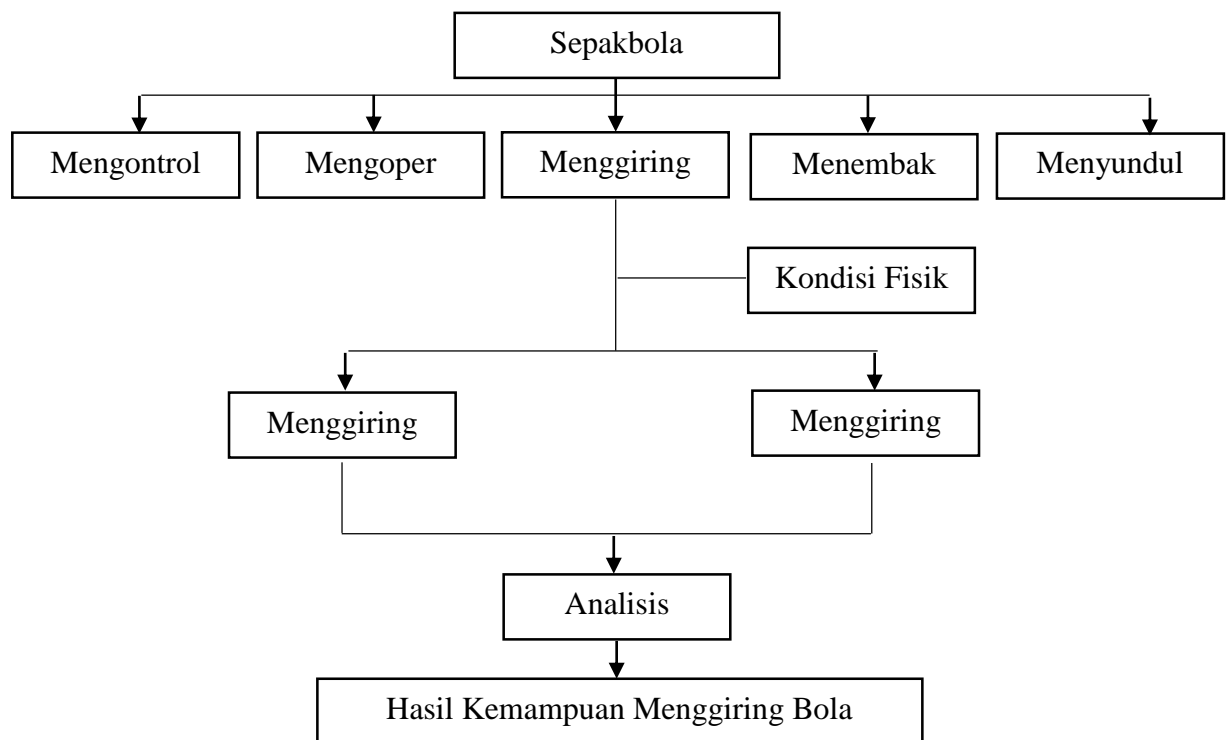 Sepakbola
Mengontrol
Mengoper
Menggiring
Menembak
Menyundul
Kondisi Fisik
Menggiring
Menggiring
Analisis
Hasil Kemampuan Menggiring Bola